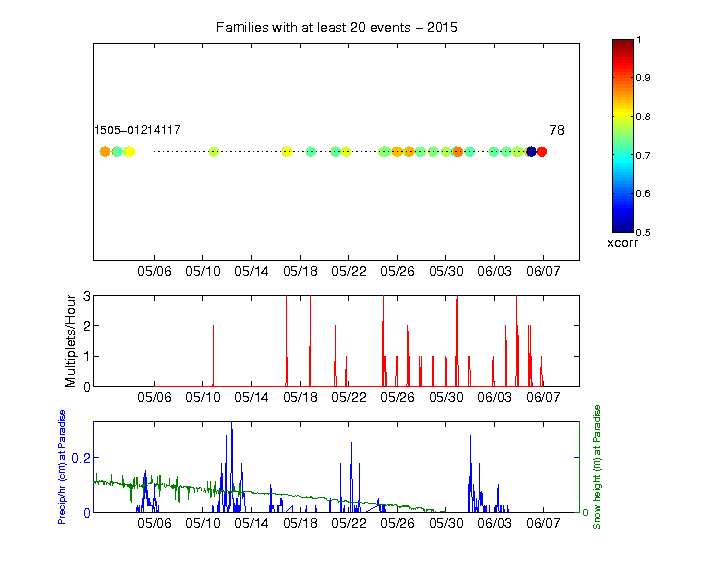 Families with at least 20 events − 2015
1505−01214117
78
05/06 05/10 05/14 05/18 05/22 05/26 05/30 06/03 06/07
1
0.9
0.8
0.7
0.6
0.5
xcorr
Multiplets/Hour
3
2
1
0
05/06 05/10 05/14 05/18 05/22 05/26 05/30 06/03 06/07
Precip/hr (cm) at Paradise
0.2
0
05/06 05/10 05/14 05/18 05/22 05/26 05/30 06/03 06/07
0
Snow height (m) at Paradise